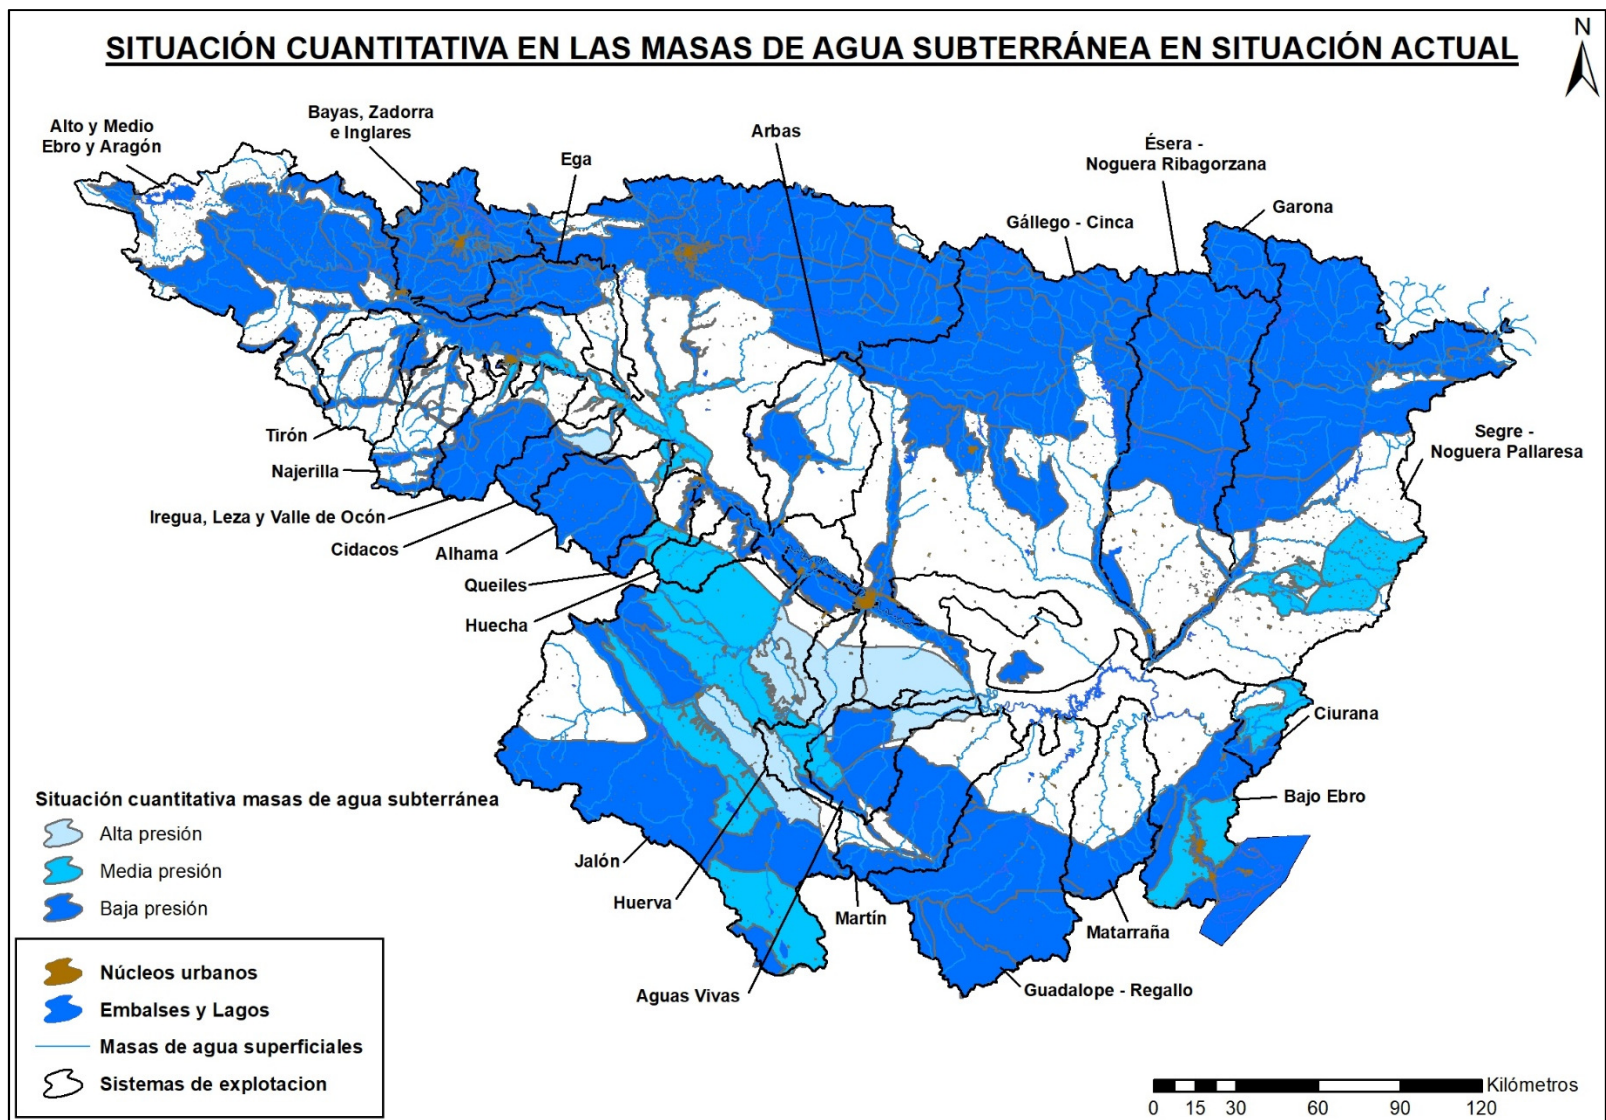 SITUACIÓN CUANTITATIVA EN LAS MASAS DE AGUA SUBTERRÁNEA EN SITUACIÓN ACTUAL
N
Alto y Medio
Ebro y Aragón
Bayas, Zadorra
e Inglares
Ega
Arbas
Ésera -
Noguera Ribagorzana
Gállego - Cinca
Garona
Segre -
Noguera Pallaresa
Tirón
Najerilla
Iregua, Leza y Valle de Ocón
Cidacos
Alhama
Queiles
Huecha
Ciurana
Bajo Ebro
Jalón
Huerva
Martín
Matarraña
Aguas Vivas
Guadalope - Regallo
Situación cuantitativa masas de agua subterránea
Alta presión
Media presión
Baja presión
Núcleos urbanos
Embalses y Lagos
Masas de agua superficiales
Sistemas de explotacion
Kilómetros
0 15 30 60 90 120